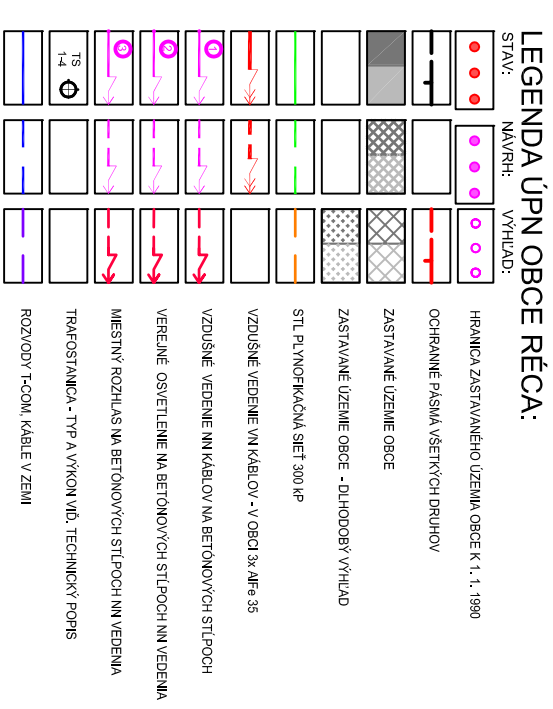 LEGENDA ÚPN OBCE RÉCA:
STAV:
NÁVRH:
VÝHĽAD:
HRANICA ZASTAVANÉHO ÚZEMIA OBCE K 1. 1. 1990
OCHRANNÉ PÁSMÁ VŠETKÝCH DRUHOV
ZASTAVANÉ ÚZEMIE OBCE
ZASTAVANÉ ÚZEMIE OBCE - DLHODOBÝ VÝHĽAD
STL PLYNOFIKAČNÁ SIEŤ 300 kP
VZDUŠNÉ VEDENIE VN KÁBLOV - V OBCI 3x AlFe 35
1
VZDUŠNÉ VEDENIE NN KÁBLOV NA BETÓNOVÝCH STĹPOCH
2
VEREJNÉ OSVETLENIE NA BETÓNOVÝCH STĹPOCH NN VEDENIA
3
MIESTNÝ ROZHLAS NA BETÓNOVÝCH STĹPOCH NN VEDENIA
TS
1-4
TRAFOSTANICA - TYP A VÝKON VIĎ. TECHNICKÝ POPIS
ROZVODY T-COM, KÁBLE V ZEMI